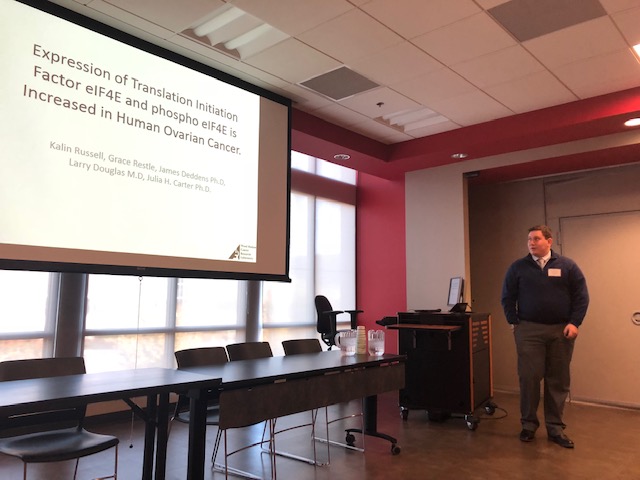 Expression of Translation Initiation
Factor eIF4E and phospho eIF4E is
Increased in Human Ovarian Cancer.
Kalin Russell, Grace Restle, James Deddens Ph.D,
Larry Douglas M.D, Julia H. Carter Ph.D.